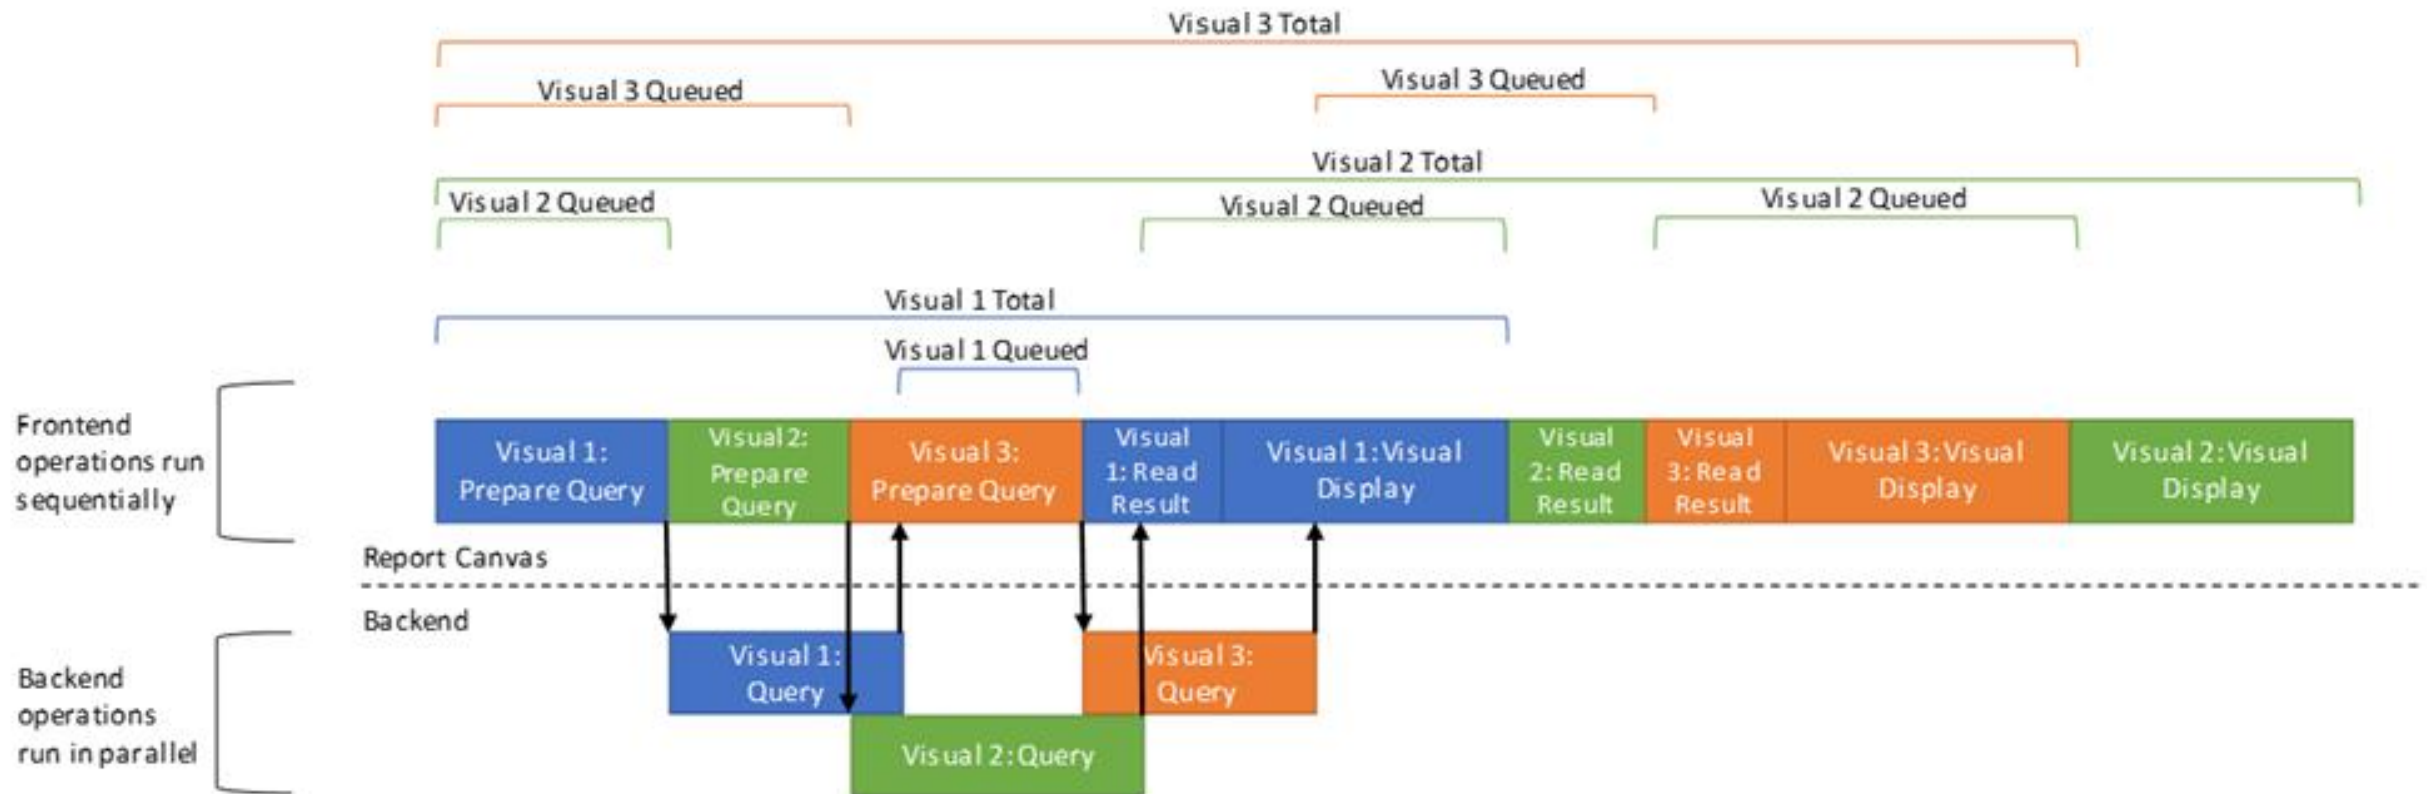 Visual 3 Total
Visual 3 Queued
Visual 3 Queued
Visual 2 Total
Visual 2 Queued
Visual 2 Queued
Visual 2 Queued
Visual 1 Total
Visual 1 Queued
Frontend
operations run
sequentially
Visual 1:
Prepare Query
Visual 2:
Prepare
Query
Visual 3:
Prepare Query
Visual
1: Read
Result
Visual 1: Visual
Display
Visual
2: Read
Result
Visual
3: Read
Result
Visual 3: Visual
Display
Visual 2: Visual
Display
Report Canvas
Backend
Backend
operations
run in parallel
Visual 1:
Query
Visual 3:
Query
Visual 2: Query